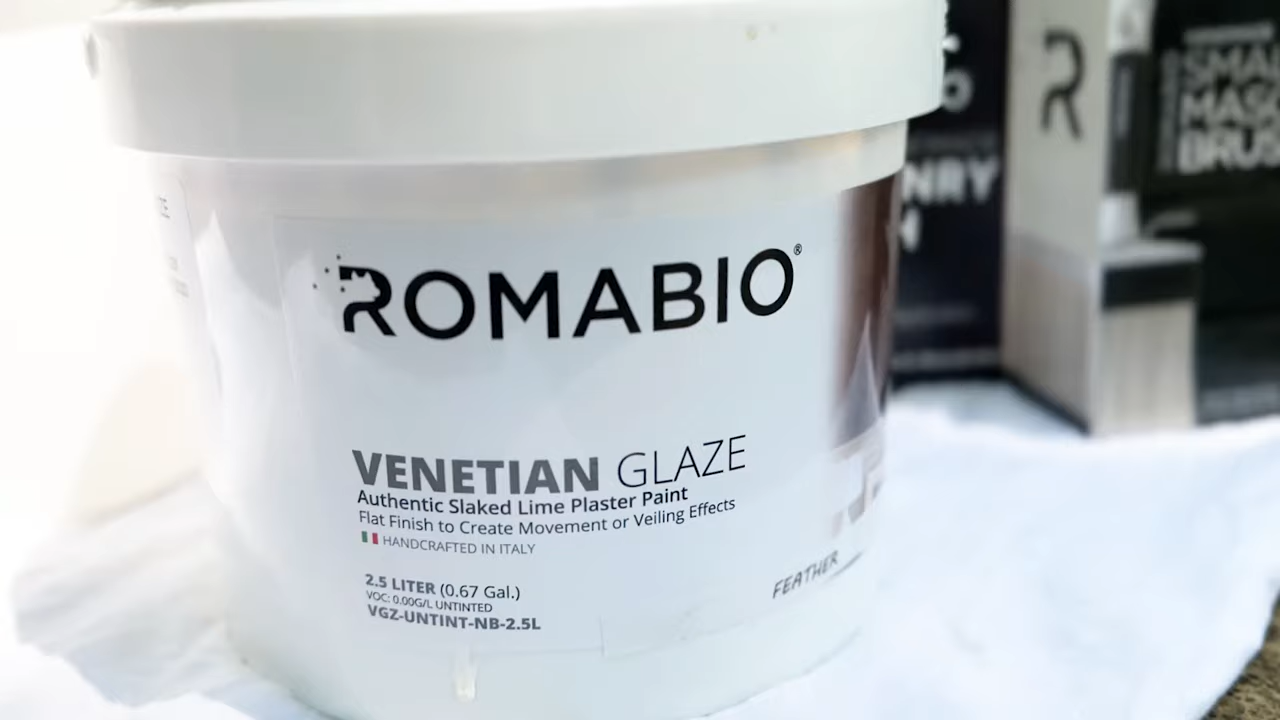 ROMABIO®
VENETIAN GLAZE
Authentic Slaked Lime Plaster Paint
Flat Finish to Create Movement or Veiling Effects
HANDCRAFTED IN ITALY
2.5 LITER (0.67 Gal.)
VOC: 0.00G/L UNTINTED
VGZ-UNTINT-NB-2.5L
FEATHER
R